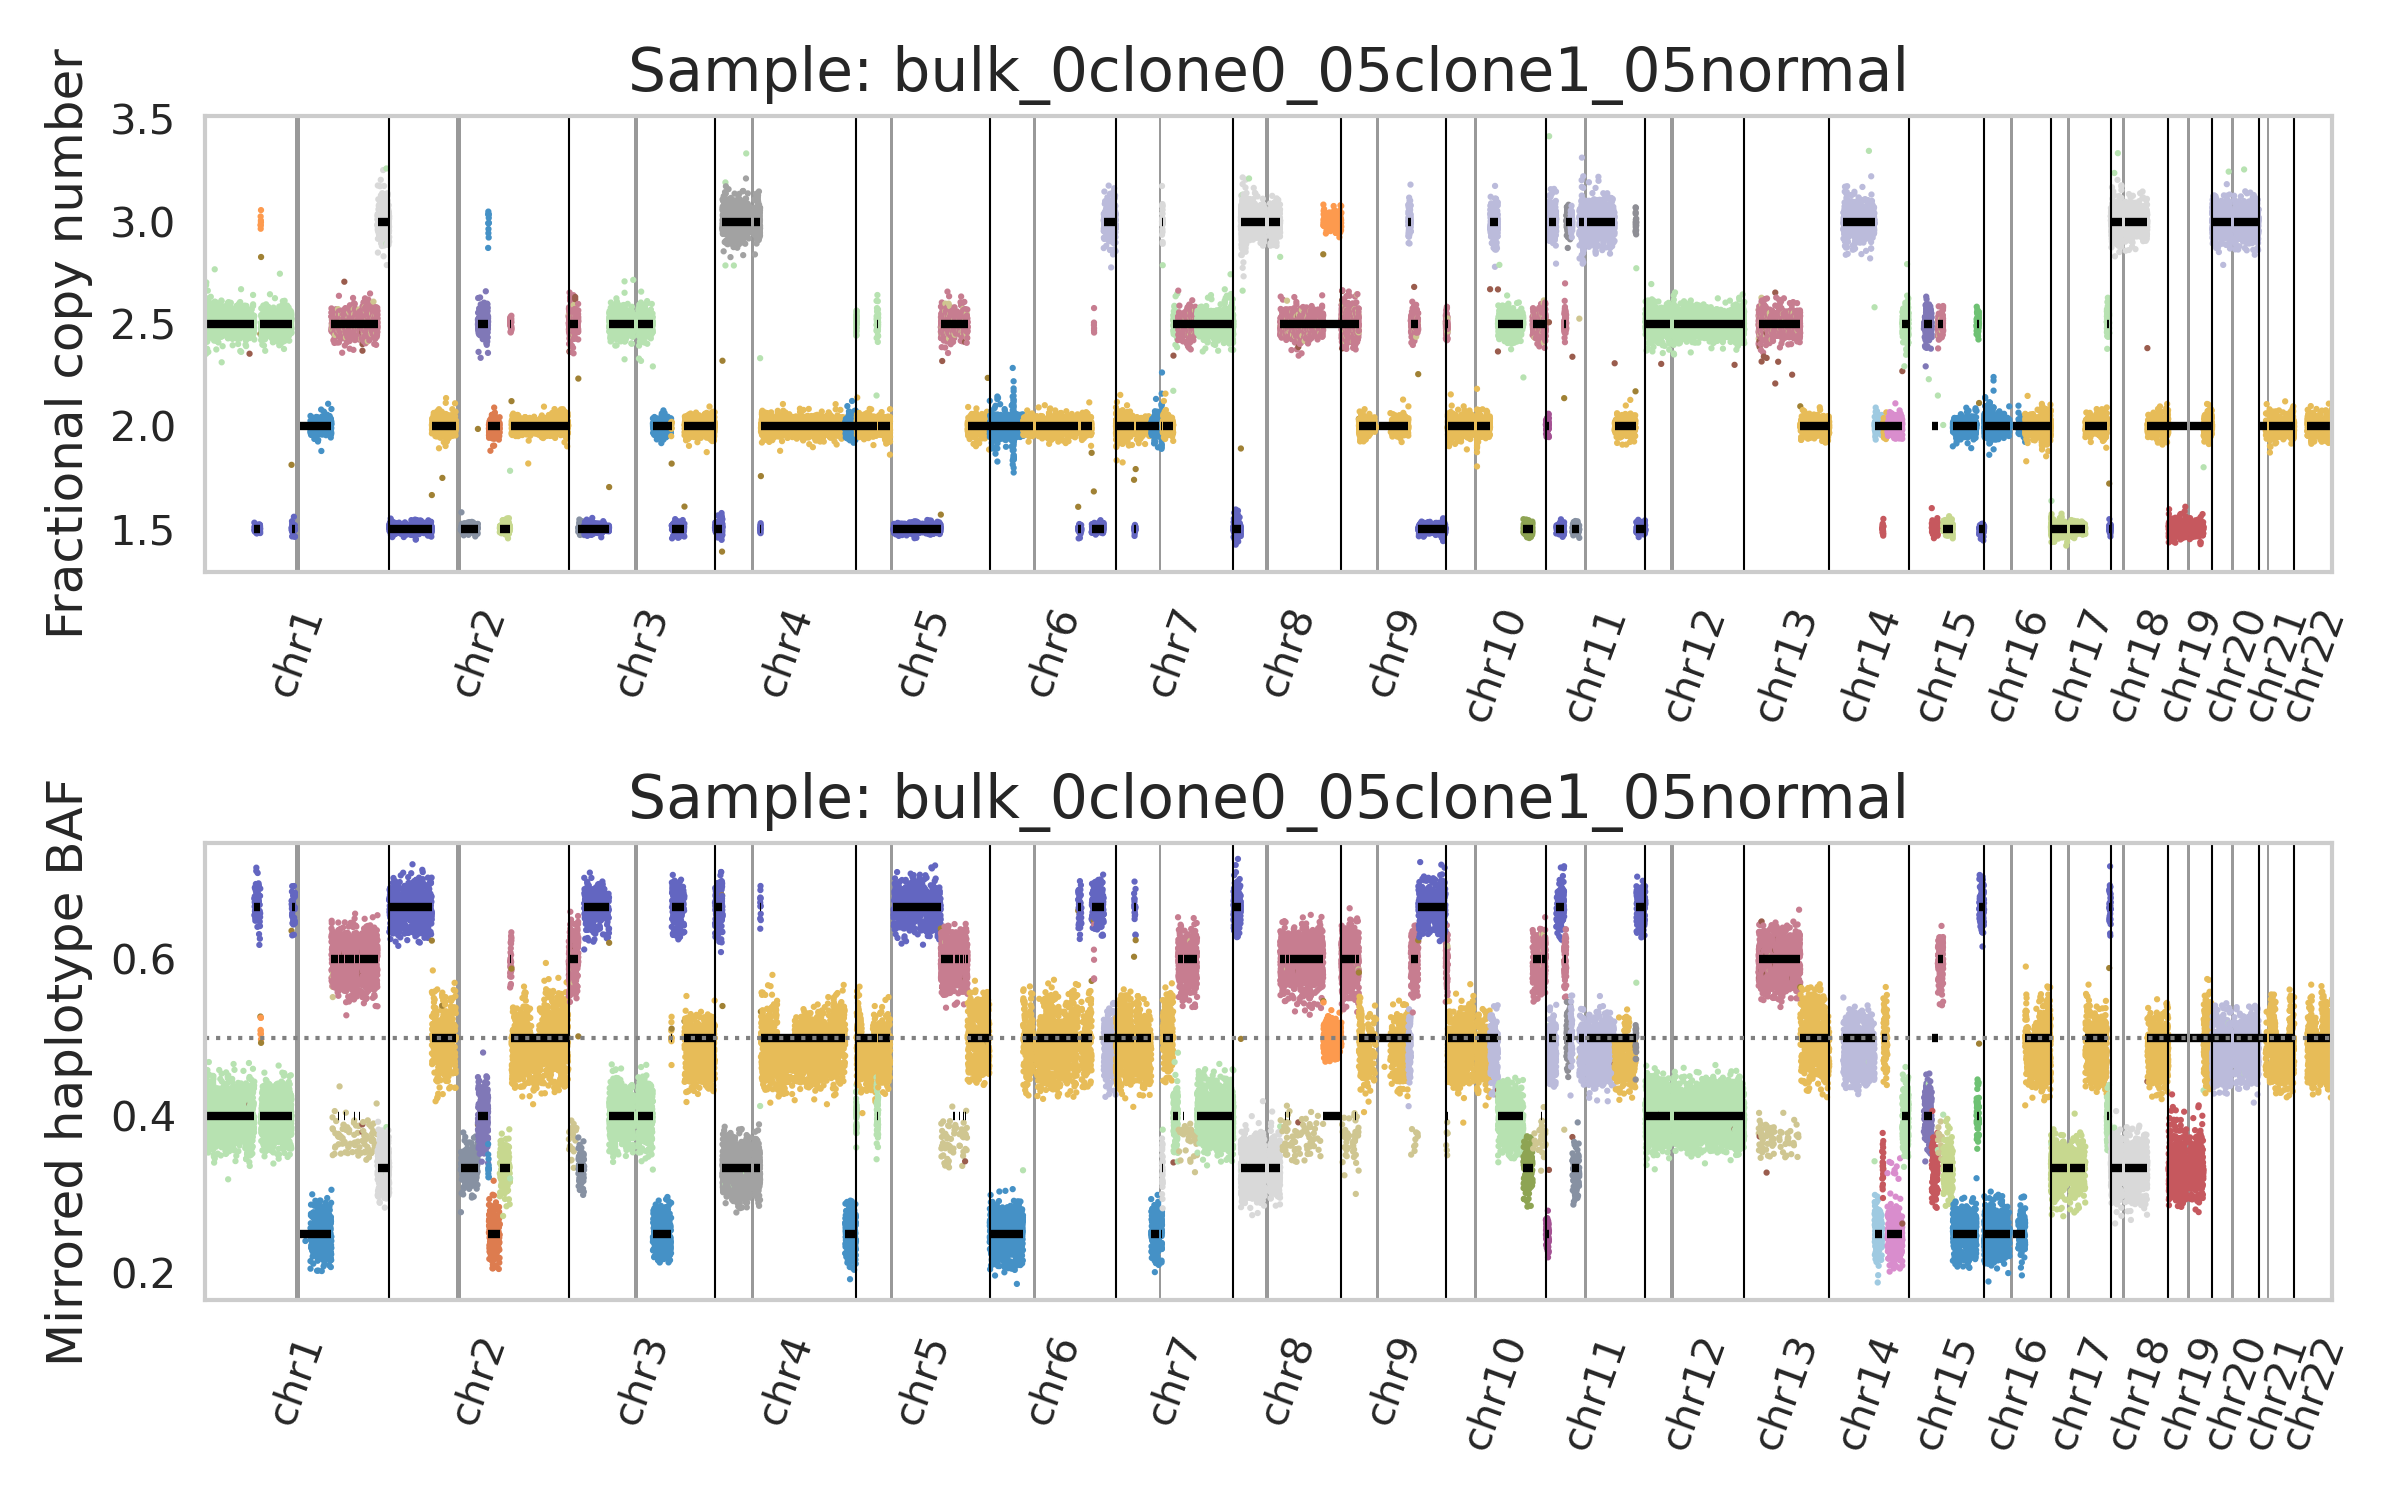 Sample: bulk_0clone0_05clone1_05normal
Fractional copy number
3.5
3.0
2.5
2.0
1.5
chr1 chr2 chr3 chr4 chr5 chr6 chr7 chr8 chr9 chr10 chr11 chr12 chr13 chr14 chr15 chr16 chr17 chr18 chr19 chr20 chr21 chr22
Sample: bulk_0clone0_05clone1_05normal
Mirrored haplotype BAF
0.6
0.4
0.2
chr1 chr2 chr3 chr4 chr5 chr6 chr7 chr8 chr9 chr10 chr11 chr12 chr13 chr14 chr15 chr16 chr17 chr18 chr19 chr20 chr21 chr22